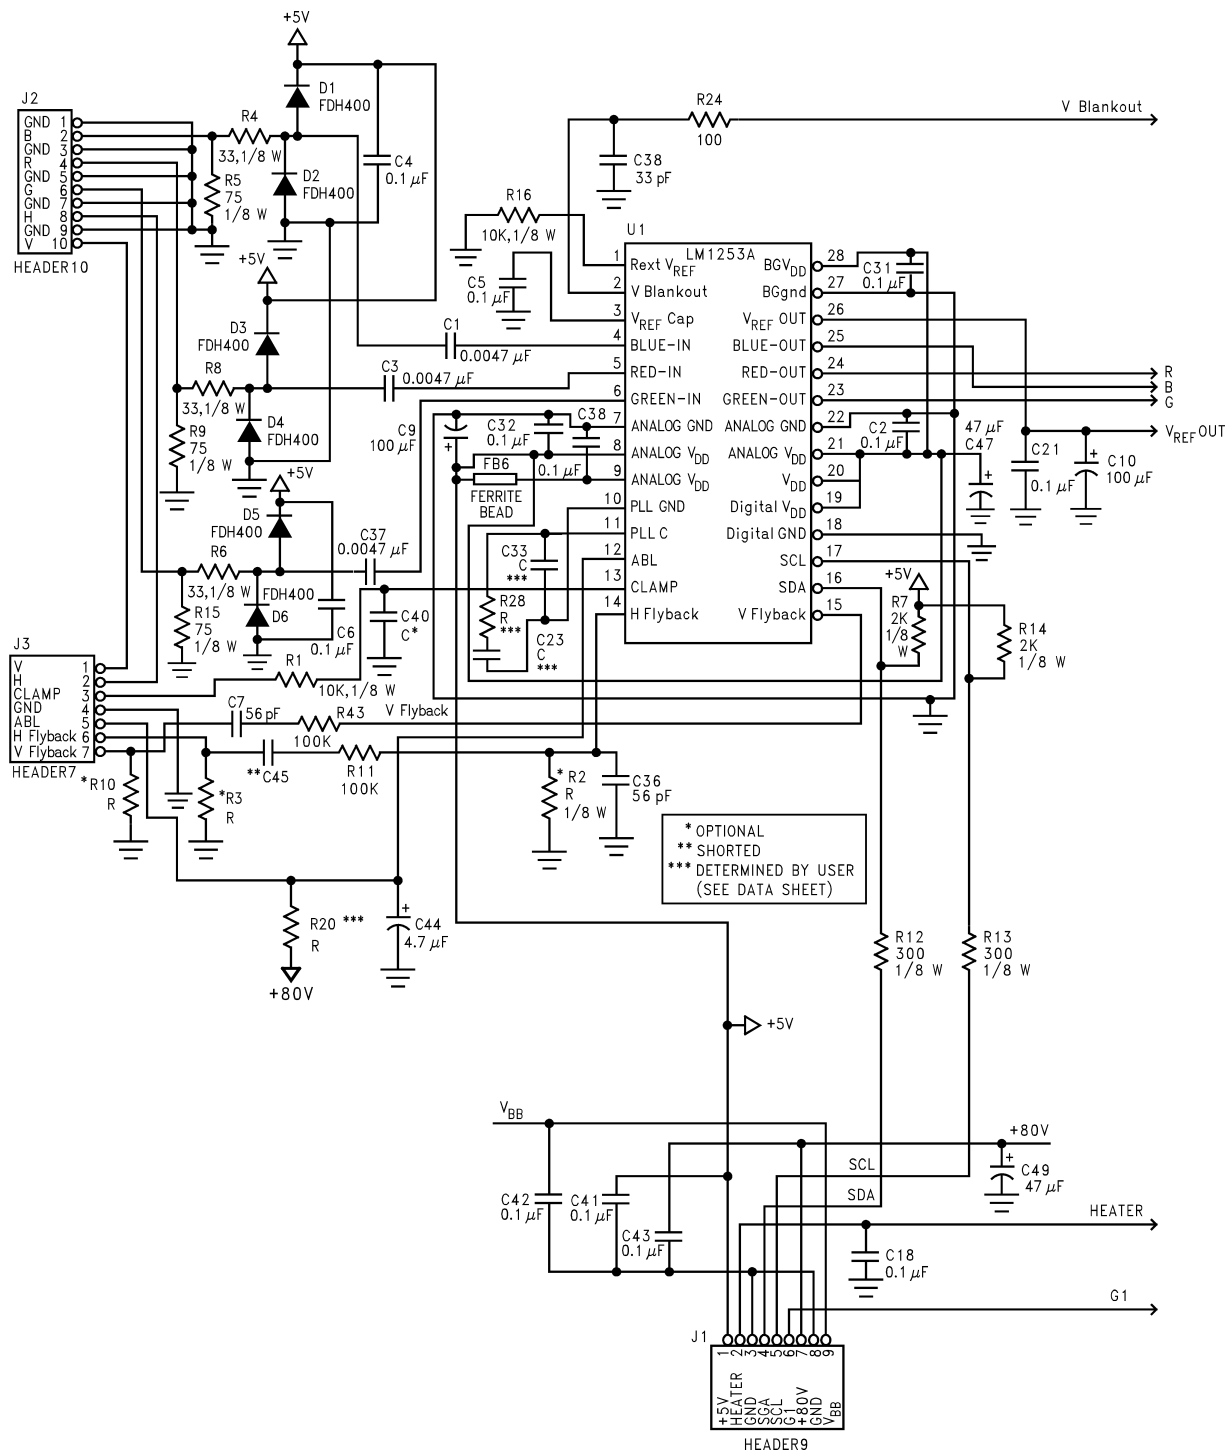 +5V
J2
GND 1
B 2
GND 3
R 4
GND 5
G 6
GND 7
H 8
GND 9
V 10
HEADER10
R4
33,1/8 W
R5
75
1/8 W
D1
FDH400
D2
FDH400
C4
0.1 μF
R24
100
V Blankout
C38
33 pF
R16
10K,1/8 W
C5
0.1 μF
+5V
D3
FDH400
R8
33,1/8 W
D4
FDH400
R9
75
1/8 W
C1
0.0047 μF
C3
0.0047 μF
U1
LM1253A
1 Rext VREF
2 V Blankout
3 VREF Cap
4 BLUE-IN
5 RED-IN
6 GREEN-IN
7 ANALOG GND
8 ANALOG VDD
9 ANALOG VDD
10 PLL GND
11 PLL C
12 ABL
13 CLAMP
14 H Flyback
BGVDD 28
BGgnd 27
VREF OUT 26
BLUE-OUT 25
RED-OUT 24
GREEN-OUT 23
ANALOG GND 22
ANALOG VDD 21
VDD 20
Digital VDD 19
Digital GND 18
SCL 17
SDA 16
V Flyback 15
C31
0.1 μF
R
B
G
VREF OUT
C2
0.1 μF
47 μF
C47
+
C21
0.1 μF
+
C10
100 μF
C9
100 μF
+
C32
0.1 μF
C38
0.1 μF
FB6
FERRITE
BEAD
+5V
D5
FDH400
R6
33,1/8 W
FDH400
D6
R15
75
1/8 W
C37
0.0047 μF
C6
0.1 μF
C40
C*
C33
C
***
R28
R
***
C23
C
***
+5V
R7
2K
1/8
W
R14
2K
1/8 W
J3
V 1
H 2
CLAMP 3
GND 4
ABL 5
H Flyback 6
V Flyback 7
HEADER7
R1
10K,1/8 W
C7
56 pF
R43
100K
V Flyback
**C45
R11
100K
*R10
R
*R3
R
*R2
R
1/8 W
C36
56 pF
* OPTIONAL
** SHORTED
*** DETERMINED BY USER
(SEE DATA SHEET)
R20 ***
R
+80V
+
C44
4.7 μF
R12
300
1/8 W
R13
300
1/8 W
+5V
VBB
+80V
SCL
SDA
+
C49
47 μF
C42
0.1 μF
C41
0.1 μF
C43
0.1 μF
HEATER
C18
0.1 μF
G1
J1
1 2 3 4 5 6 7 8 9
+5V
HEATER
GND
SGA
SCL
G1
+80V
GND
VBB
HEADER9